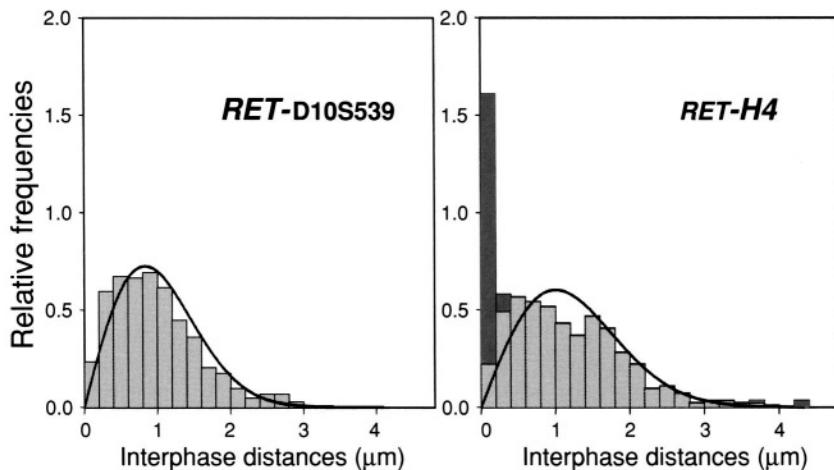 Relative frequencies
2.0
1.5
1.0
0.5
0.0
RET-D10S539
0 1 2 3 4
Interphase distances (μm)
2.0
1.5
1.0
0.5
0.0
RET-H4
0 1 2 3 4
Interphase distances (μm)